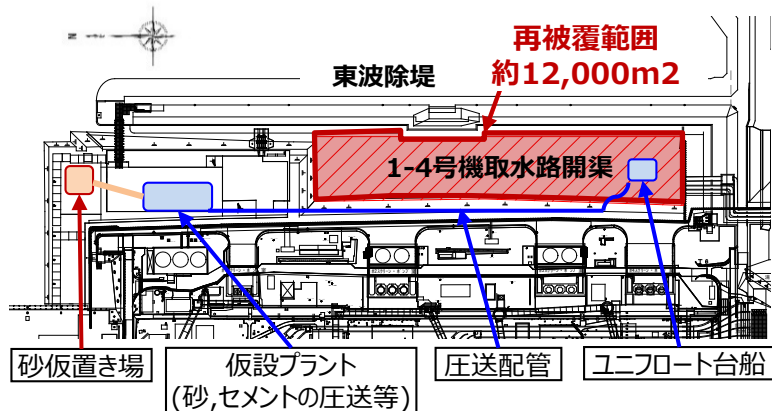 N
再被覆範囲
約12,000m2
東波除堤
1-4号機取水路開渠
砂仮置き場
仮設プラント
(砂,セメントの圧送等)
圧送配管
ユニフロート台船